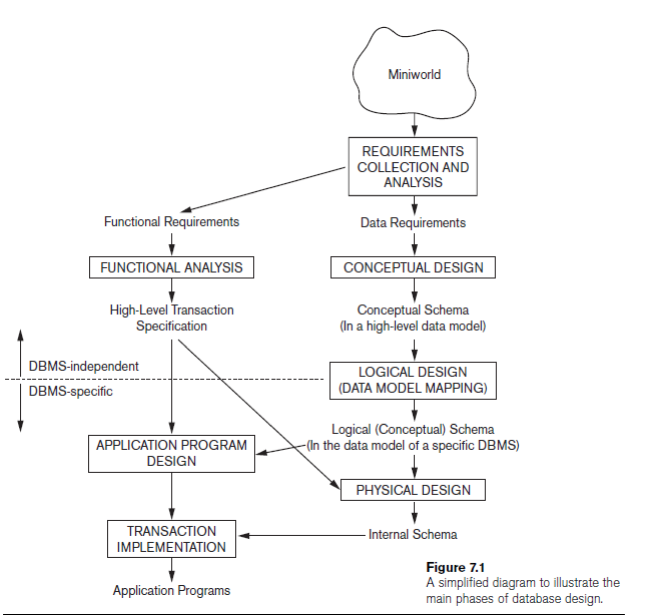 Miniworld
REQUIREMENTS
COLLECTION AND
ANALYSIS
Functional Requirements
Data Requirements
FUNCTIONAL ANALYSIS
CONCEPTUAL DESIGN
High-Level Transaction
Specification
Conceptual Schema
(In a high-level data model)
DBMS-independent
LOGICAL DESIGN
(DATA MODEL MAPPING)
DBMS-specific
Logical (Conceptual) Schema
(In the data model of a specific DBMS)
APPLICATION PROGRAM
DESIGN
PHYSICAL DESIGN
TRANSACTION
IMPLEMENTATION
Internal Schema
Application Programs
Figure 7.1
A simplified diagram to illustrate the
main phases of database design.